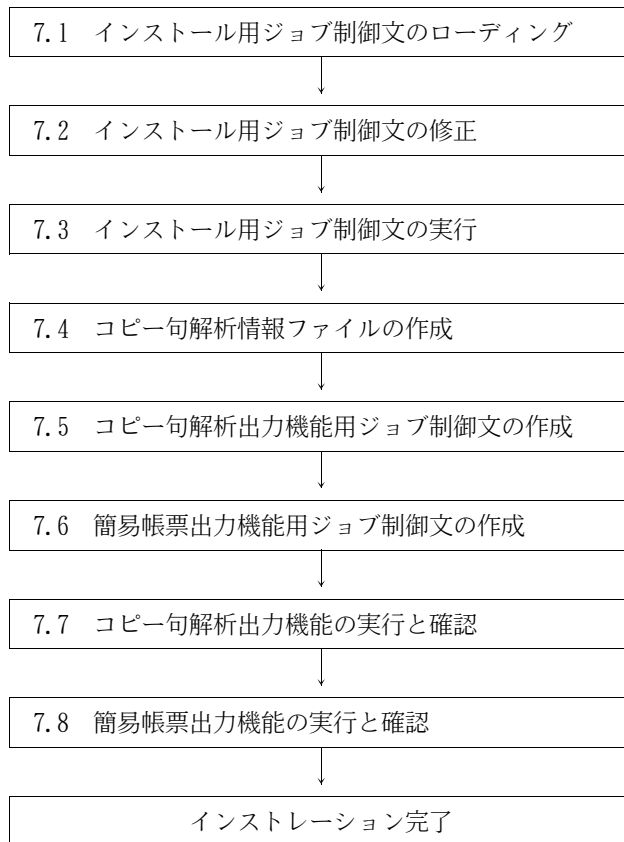 7.1 インストール用ジョブ制御文のローディング
7.2 インストール用ジョブ制御文の修正
7.3 インストール用ジョブ制御文の実行
7.4 コピー句解析情報ファイルの作成
7.5 コピー句解析出力機能用ジョブ制御文の作成
7.6 簡易帳票出力機能用ジョブ制御文の作成
7.7 コピー句解析出力機能の実行と確認
7.8 簡易帳票出力機能の実行と確認
インストレーション完了